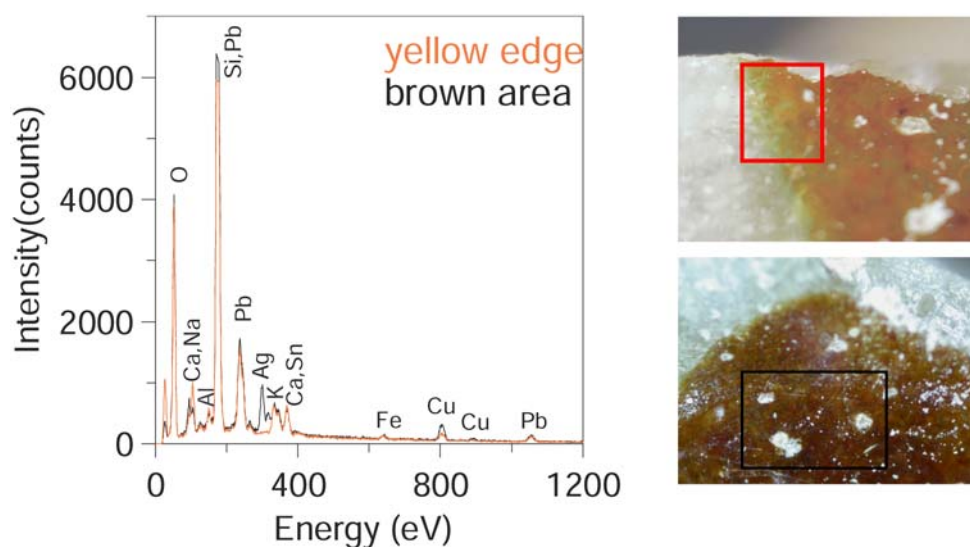 yellow edge
brown area
Intensity(counts)
6000
4000
2000
0
O
Ca,Na
Al
Si,Pb
Pb
Ag
K
Ca,Sn
Fe
Cu
Cu
Pb
0
400
800
1200
Energy (eV)